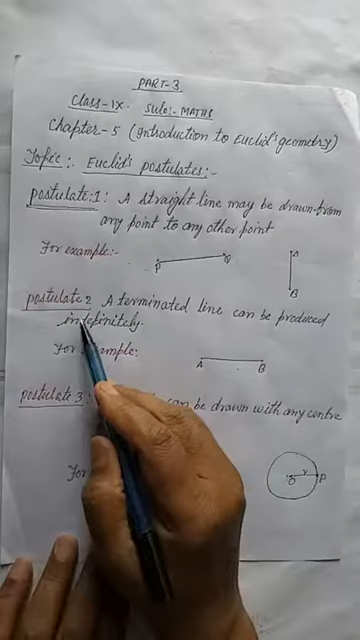 PART-3
Class-IX. Sub:- MATHS
Chapter-5 (Introduction to Euclid's geometry)
Topic:. Euclid's postulates:-
postulate:1: A straight line may be drawn from
any point to any other point
For example:-
P Q
A
B
postulate 2 A terminated line can be produced
indefinitely.
For example:
A B
postulate 3: can be drawn with any centre
For
O r P